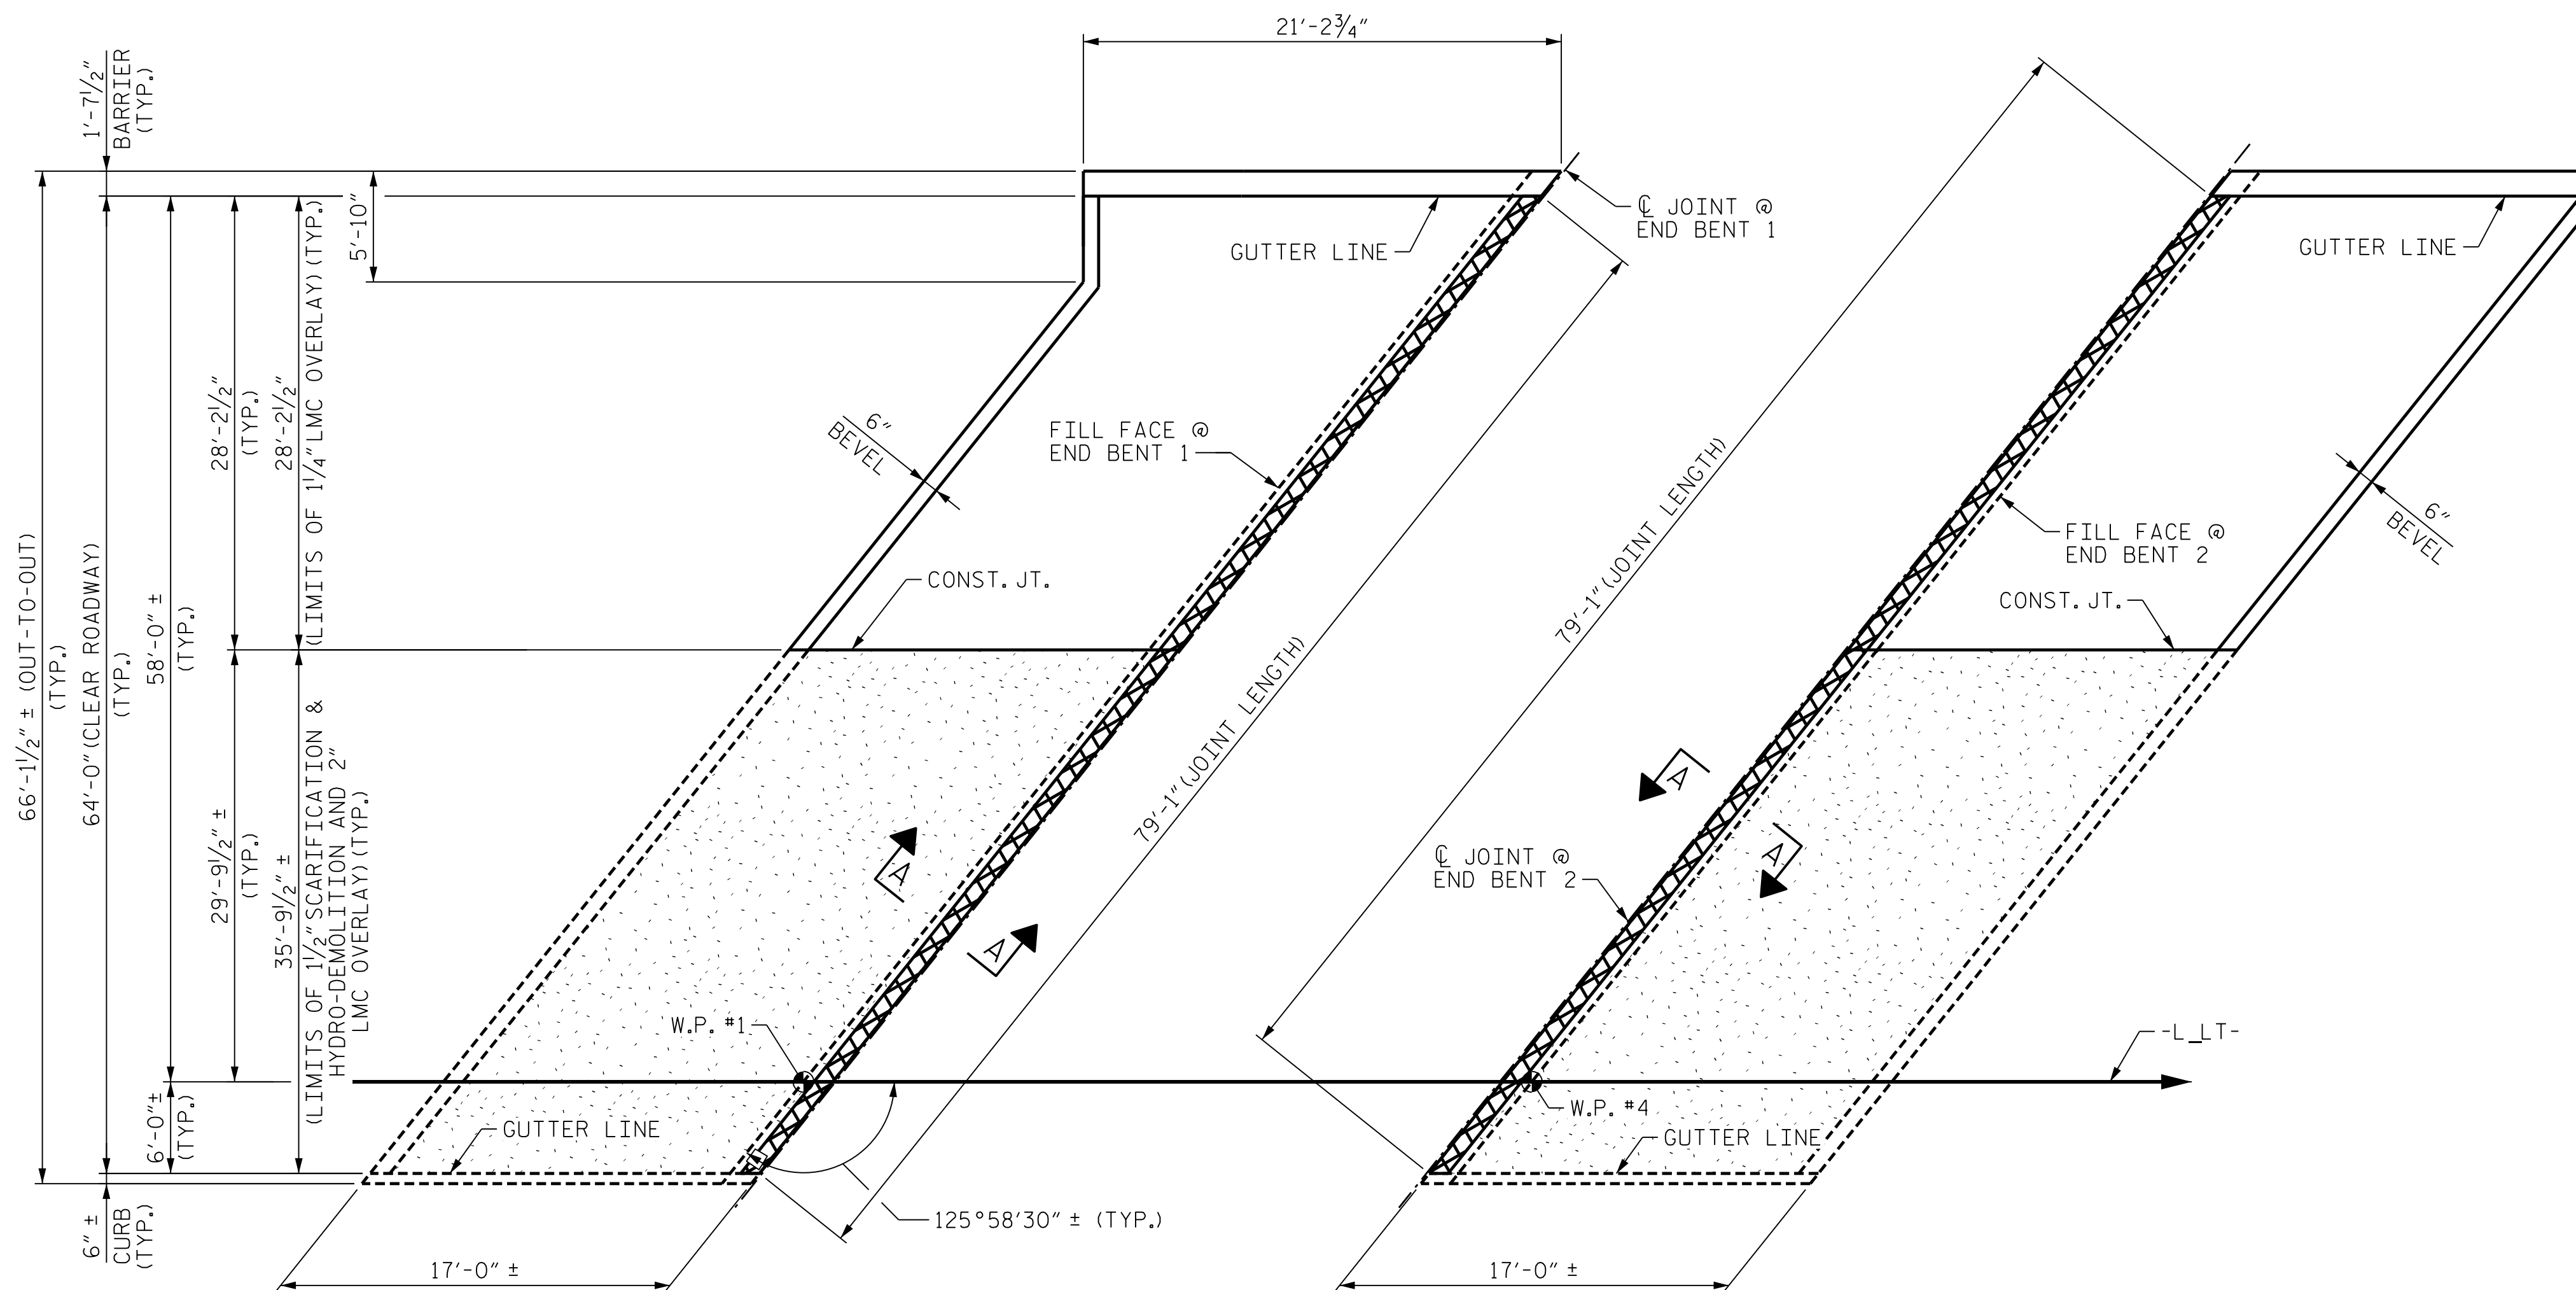 21′-2¾″
1′-7½″
BARRIER
(TYP.)
5′-10″
℄ JOINT @
END BENT 1
GUTTER LINE
GUTTER LINE
28′-2½″
(TYP.)
28′-2½″
(LIMITS OF 1¼″ LMC OVERLAY) (TYP.)
6″
BEVEL
FILL FACE @
END BENT 1
79′-1″ (JOINT LENGTH)
79′-1″ (JOINT LENGTH)
FILL FACE @
END BENT 2
6″
BEVEL
66′-1½″ ± (OUT-TO-OUT)
(TYP.)
64′-0″ (CLEAR ROADWAY)
(TYP.)
58′-0″ ±
(TYP.)
CONST. JT.
CONST. JT.
29′-9½″ ±
(TYP.)
35′-9½″ ±
(LIMITS OF 1½″ SCARIFICATION &
HYDRO-DEMOLITION AND 2″
LMC OVERLAY) (TYP.)
A
A
A
A
℄ JOINT @
END BENT 2
W.P. #1
-L_LT-
W.P. #4
6′-0″ ±
(TYP.)
GUTTER LINE
GUTTER LINE
6″ ±
CURB
(TYP.)
125°58′30″ ± (TYP.)
17′-0″ ±
17′-0″ ±